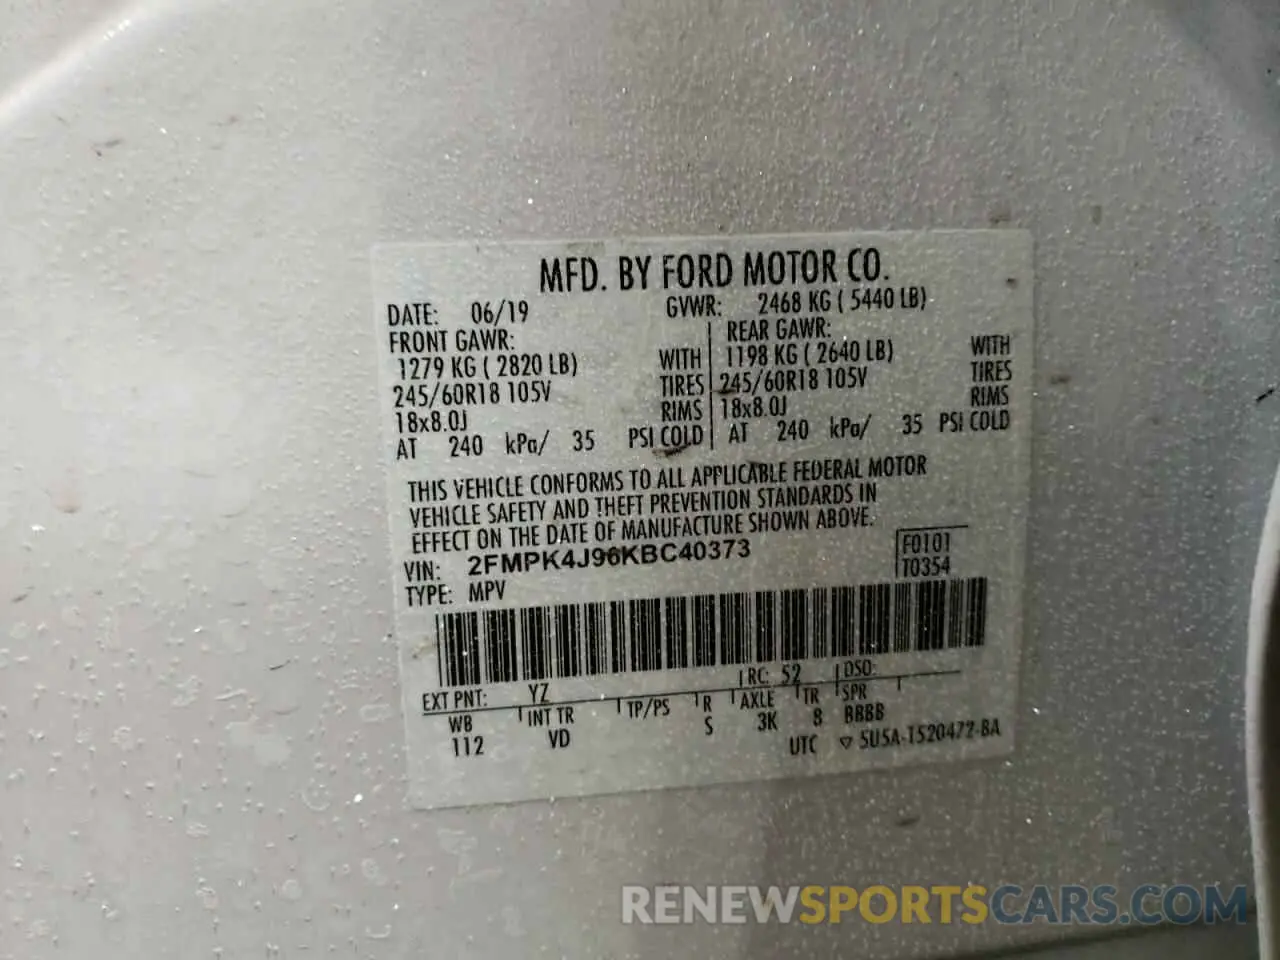 MFD. BY FORD MOTOR CO.
DATE: 06/19 GVWR: 2468 KG ( 5440 LB)
FRONT GAWR: REAR GAWR:
1279 KG ( 2820 LB) WITH 1198 KG ( 2640 LB) WITH
245/60R18 105V TIRES 245/60R18 105V TIRES
18x8.0J RIMS 18x8.0J RIMS
AT 240 kPa/ 35 PSI COLD AT 240 kPa/ 35 PSI COLD
THIS VEHICLE CONFORMS TO ALL APPLICABLE FEDERAL MOTOR
VEHICLE SAFETY AND THEFT PREVENTION STANDARDS IN
EFFECT ON THE DATE OF MANUFACTURE SHOWN ABOVE.
VIN: 2FMPK4J96KBC40373 F0101
TYPE: MPV T0354
EXT PNT: YZ RC: 52 DSO:
WB INT TR TP/PS R AXLE TR SPR
112 VD S 3K 8 BBBB
UTC ▽ 5U5A-1520472-BA
RENEWSPORTSCARS.COM